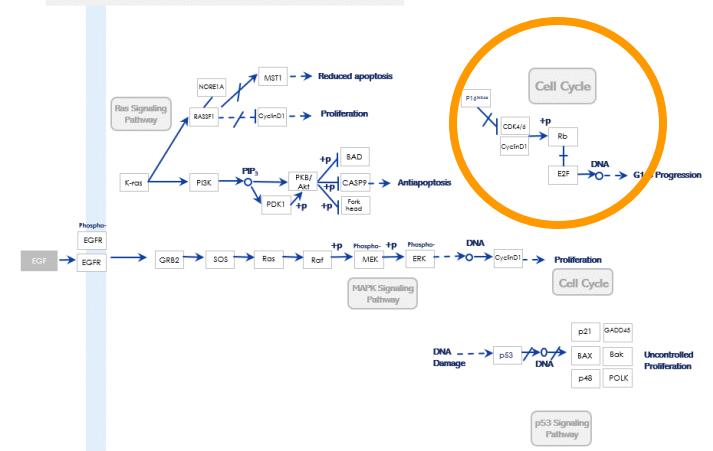 NORE1A
MST1
Reduced apoptosis
Ras Signaling
Pathway
RASSF1
CyclinD1
Proliferation
Cell Cycle
CDK4/6
CyclinD1
+p
Rb
E2F
DNA
Progression
K-ras
PI3K
PIP3
PDK1
+p
PKB/
Akt
+p
+p
+p
BAD
CASP9
Fork
head
Antiapoptosis
EGF
Phospho-
EGFR
EGFR
GRB2
SOS
Ras
Raf
+p
Phospho-
MEK
+p
Phospho-
ERK
DNA
CyclinD1
Proliferation
MAPK Signaling
Pathway
Cell Cycle
DNA
Damage
p53
DNA
p21
GADD45
BAX
Bak
p48
POLK
Uncontrolled
Proliferation
p53 Signaling
Pathway